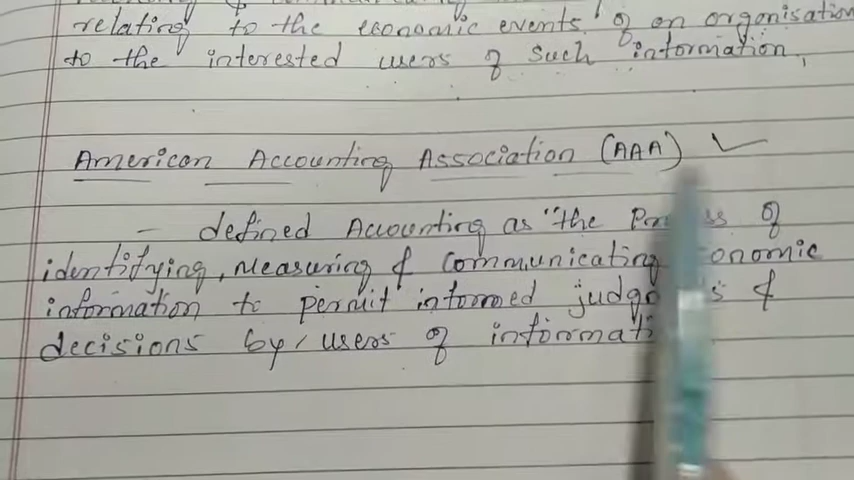 relating to the economic events of an organisation
to the interested users of such information,
American Accounting Association (AAA)
- defined Accounting as "the of
identifying, Measuring & Communicating
information to permit informed &
decisions by/users of